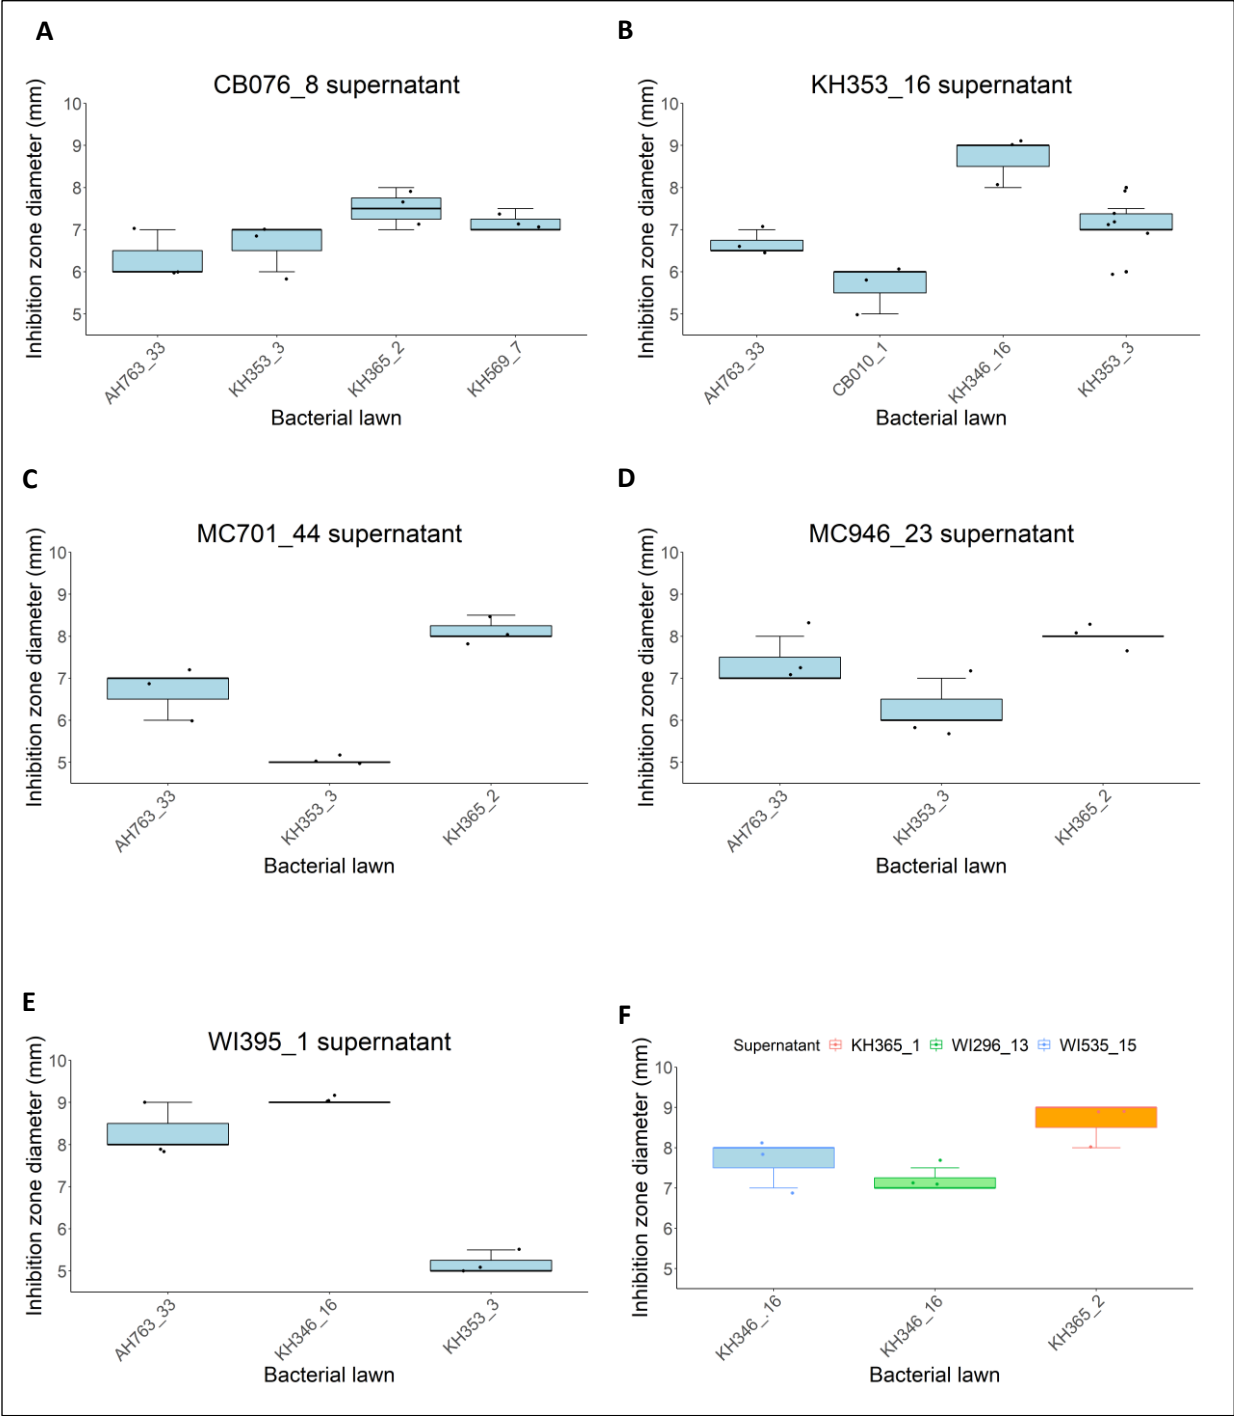 A
CB076_8 supernatant
Inhibition zone diameter (mm)
10
9
8
7
6
5
AH763_33
KH353_3
KH365_2
KH569_7
Bacterial lawn
B
KH353_16 supernatant
Inhibition zone diameter (mm)
10
9
8
7
6
5
AH763_33
CB010_1
KH346_16
KH353_3
Bacterial lawn
C
MC701_44 supernatant
Inhibition zone diameter (mm)
10
9
8
7
6
5
AH763_33
KH353_3
KH365_2
Bacterial lawn
D
MC946_23 supernatant
Inhibition zone diameter (mm)
10
9
8
7
6
5
AH763_33
KH353_3
KH365_2
Bacterial lawn
E
WI395_1 supernatant
Inhibition zone diameter (mm)
10
9
8
7
6
5
AH763_33
KH346_16
KH353_3
Bacterial lawn
F
Supernatant KH365_1 WI296_13 WI535_15
Inhibition zone diameter (mm)
10
9
8
7
6
5
KH346_.16
KH346_16
KH365_2
Bacterial lawn